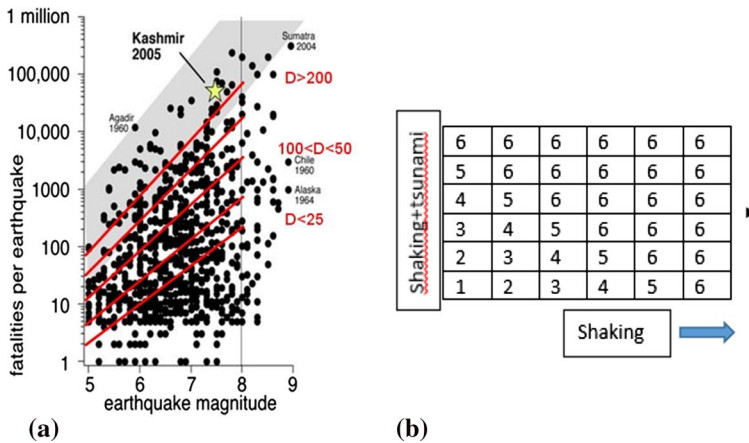 1 million
100,000
10,000
1000
100
10
1
fatalities per earthquake
Kashmir
2005
Sumatra
2004
D>200
Agadir
1960
100<D<50
Chile
1960
Alaska
1964
D<25
5 6 7 8 9
earthquake magnitude
(a)
Shaking+tsunami
6 6 6 6 6 6
5 6 6 6 6 6
4 5 6 6 6 6
3 4 5 6 6 6
2 3 4 5 6 6
1 2 3 4 5 6
Shaking
(b)